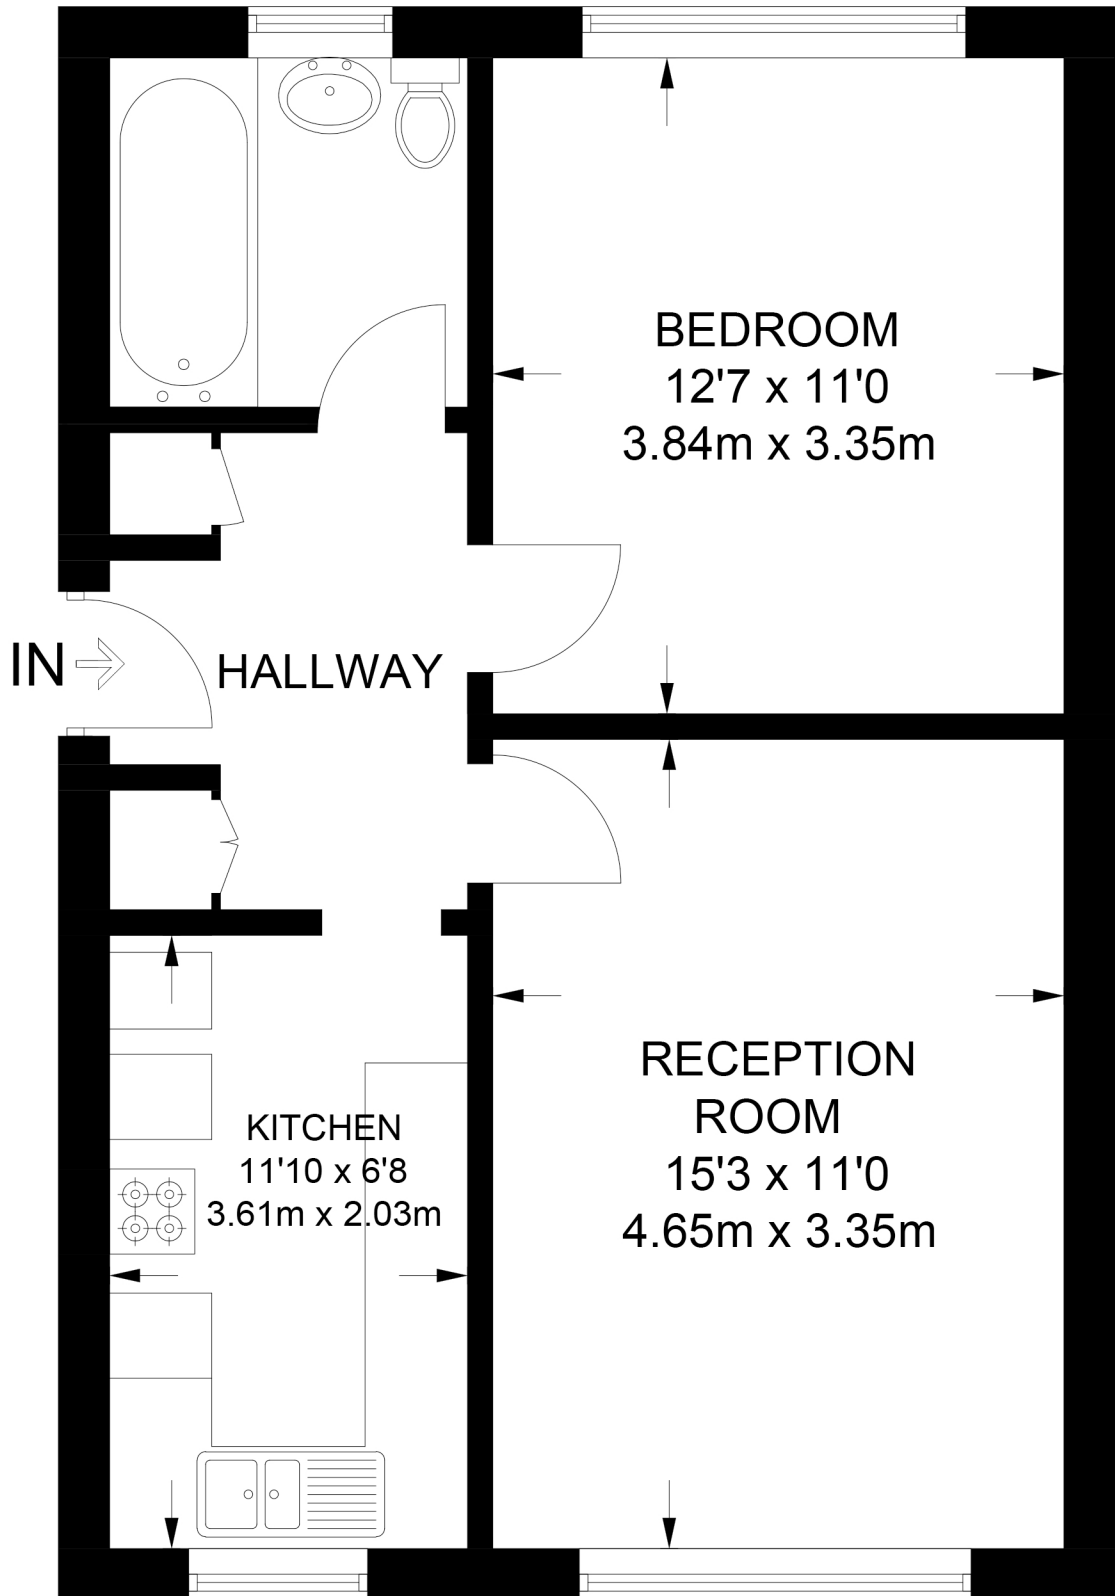 BEDROOM
12'7 x 11'0
3.84m x 3.35m
IN
HALLWAY
RECEPTION
ROOM
15'3 x 11'0
4.65m x 3.35m
KITCHEN
11'10 x 6'8
3.61m x 2.03m